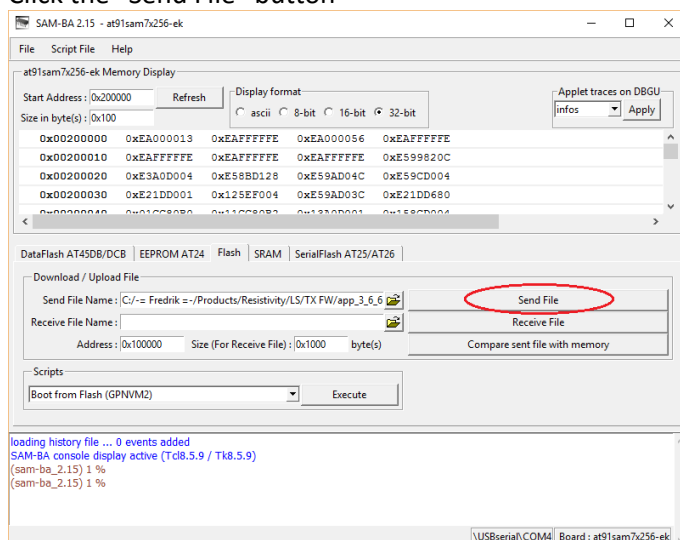 Click the "Send File" button
SAM-BA 2.15 - at91sam7x256-ek
File Script File Help
at91sam7x256-ek Memory Display
Start Address : 0x200000 Refresh
Size in byte(s) : 0x100
Display format
ascii 8-bit 16-bit 32-bit
Applet traces on DBGU
infos Apply
0x00200000 0xEA000013 0xEAFFFFFE 0xEA000056 0xEAFFFFFE
0x00200010 0xEAFFFFFE 0xEAFFFFFE 0xEAFFFFFE 0xE599820C
0x00200020 0xE3A0D004 0xE58BD128 0xE59AD04C 0xE59CD004
0x00200030 0xE21DD001 0x125EF004 0xE59AD03C 0xE21DD680
DataFlash AT45DB/DCB EEPROM AT24 Flash SRAM SerialFlash AT25/AT26
Download / Upload File
Send File Name : C:/-= Fredrik =-/Products/Resistivity/LS/TX FW/app_3_6_6 Send File
Receive File Name : Receive File
Address : 0x100000 Size (For Receive File) : 0x1000 byte(s) Compare sent file with memory
Scripts
Boot from Flash (GPNVM2) Execute
loading history file ... 0 events added
SAM-BA console display active (Tcl8.5.9 / Tk8.5.9)
(sam-ba_2.15) 1 %
(sam-ba_2.15) 1 %
\USBserial\COM4 Board : at91sam7x256-ek